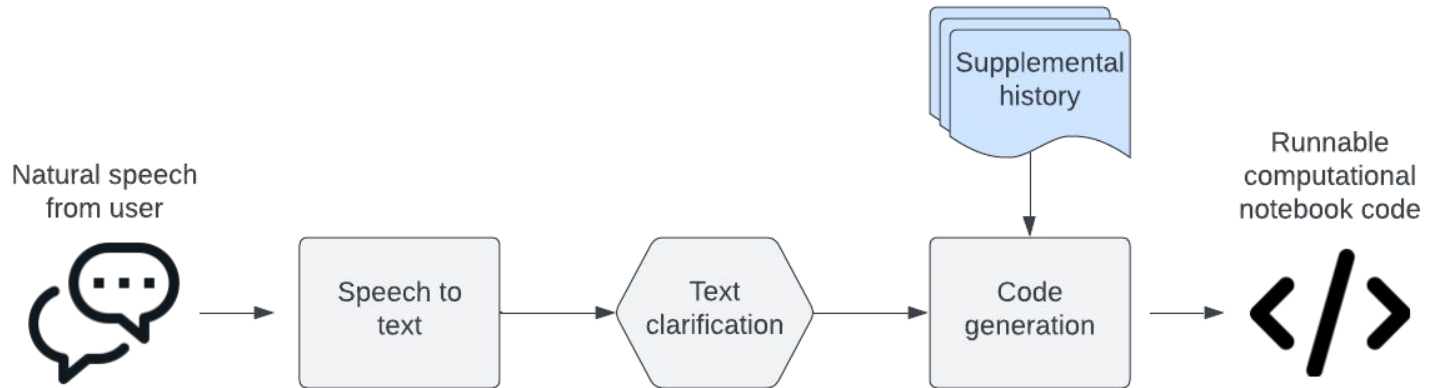 Natural speech
from user
Speech to
text
Text
clarification
Supplemental
history
Code
generation
Runnable
computational
notebook code